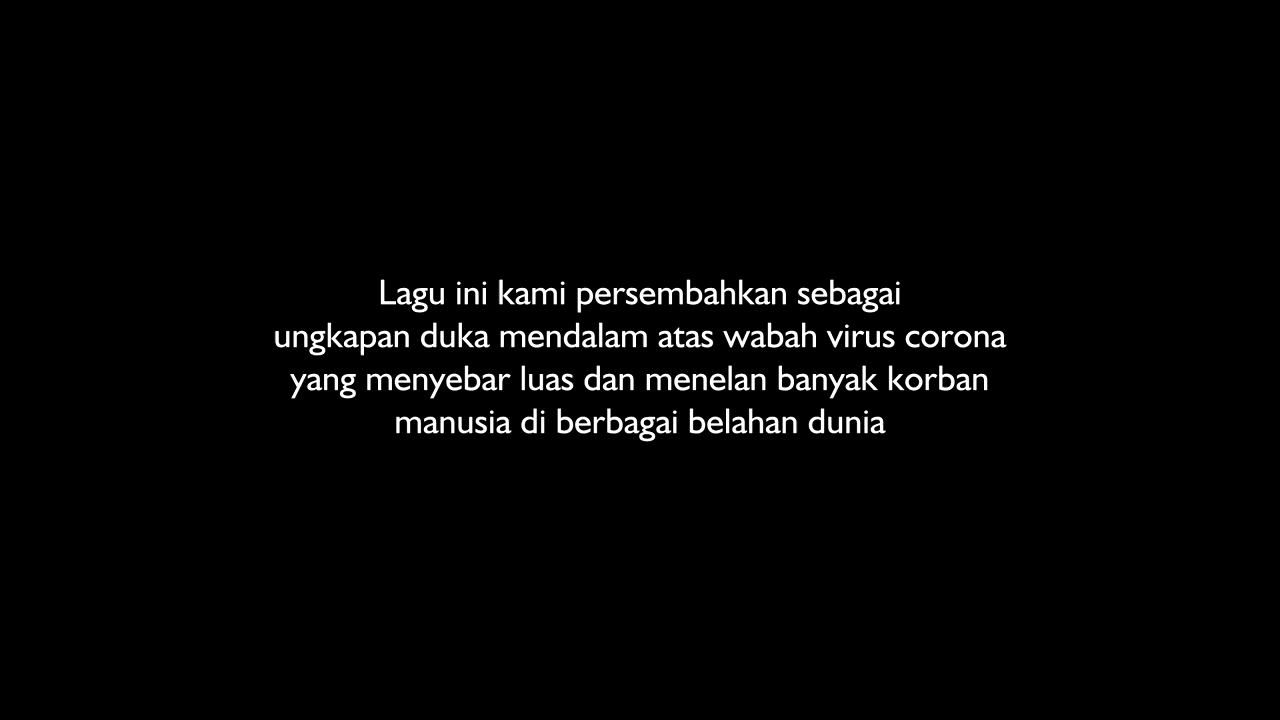 Lagu ini kami persembahkan sebagai
ungkapan duka mendalam atas wabah virus corona
yang menyebar luas dan menelan banyak korban
manusia di berbagai belahan dunia